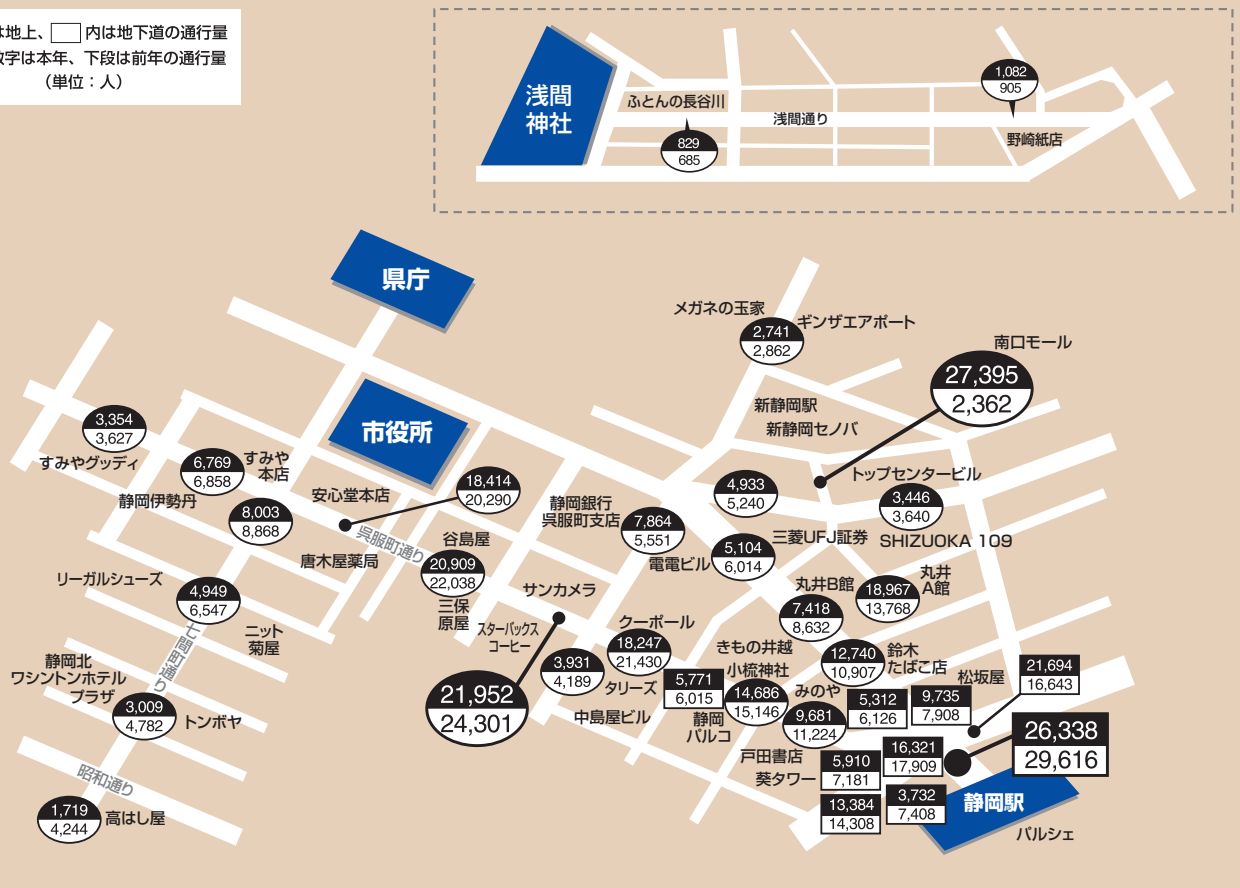 は地上、 内は地下道の通行量
数字は本年、下段は前年の通行量
（単位：人）
浅間
神社
ふとんの長谷川
829
685
浅間通り
1,082
905
野崎紙店
県庁
市役所
メガネの玉家
ギンザエアポート
2,741
2,862
南口モール
27,395
2,362
新静岡駅
新静岡セノバ
3,354
3,627
すみやグッディ
6,769
6,858
すみや
本店
静岡伊勢丹
8,003
8,868
安心堂本店
18,414
20,290
呉服町通り
唐木屋薬局
谷島屋
20,909
22,038
三保
原屋
静岡銀行
呉服町支店
7,864
5,551
4,933
5,240
トップセンタービル
3,446
3,640
SHIZUOKA 109
三菱UFJ証券
電電ビル
5,104
6,014
丸井B館
7,418
8,632
18,967
13,768
丸井
A館
リーガルシューズ
4,949
6,547
ニット
菊屋
七間町通り
静岡北
ワシントンホテル
プラザ
3,009
4,782
トンボヤ
昭和通り
1,719
4,244
高はし屋
サンカメラ
スターバックス
コーヒー
21,952
24,301
クーポール
18,247
21,430
3,931
4,189
タリーズ
中島屋ビル
きもの井越
小梳神社
5,771
6,015
静岡
パルコ
14,686
15,146
みのや
9,681
11,224
12,740
10,907
鈴木
たばこ店
松坂屋
5,312
6,126
9,735
7,908
21,694
16,643
戸田書店
葵タワー
5,910
7,181
16,321
17,909
26,338
29,616
13,384
14,308
3,732
7,408
静岡駅
パルシェ